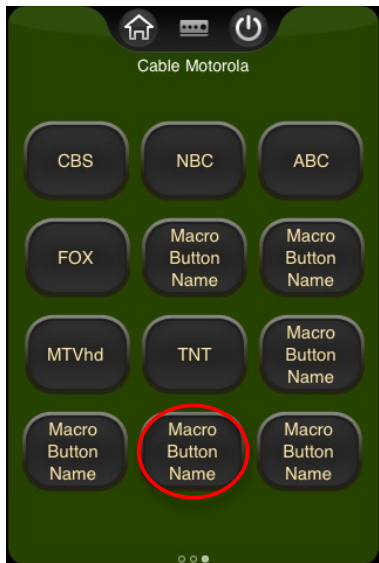 Cable Motorola
CBS
NBC
ABC
FOX
Macro
Button
Name
Macro
Button
Name
MTVhd
TNT
Macro
Button
Name
Macro
Button
Name
Macro
Button
Name
Macro
Button
Name